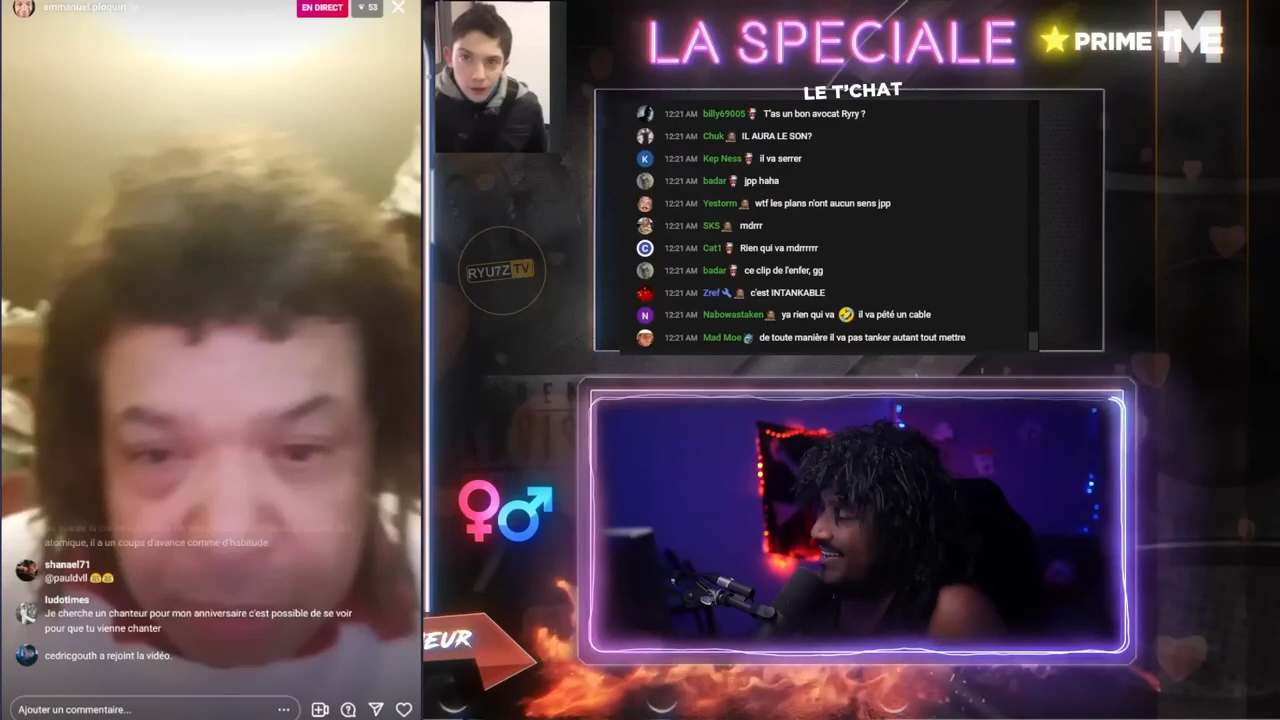 emmanuel.ploquin
EN DIRECT
53
atomique, il a un coups d'avance comme d'habitude
shanael71
@pauldvll
ludotimes
Je cherche un chanteur pour mon anniversaire c'est possible de se voir
pour que tu vienne chanter
cedricgouth a rejoint la vidéo.
Ajouter un commentaire...
LA SPECIALE
PRIME TIME
M
LE T'CHAT
12:21 AM billy69005 T'as un bon avocat Ryry ?
12:21 AM Chuk IL AURA LE SON?
K 12:21 AM Kep Ness il va serrer
12:21 AM badar jpp haha
12:21 AM Yestorm wtf les plans n'ont aucun sens jpp
12:21 AM SKS mdrr
C 12:21 AM Cat1 Rien qui va mdrrrrrr
12:21 AM badar ce clip de l'enfer, gg
12:21 AM Zref c'est INTANKABLE
N 12:21 AM Nabowastaken ya rien qui va 🤣 il va pété un cable
12:21 AM Mad Moe de toute manière il va pas tanker autant tout mettre
RYU7Z TV
EUR